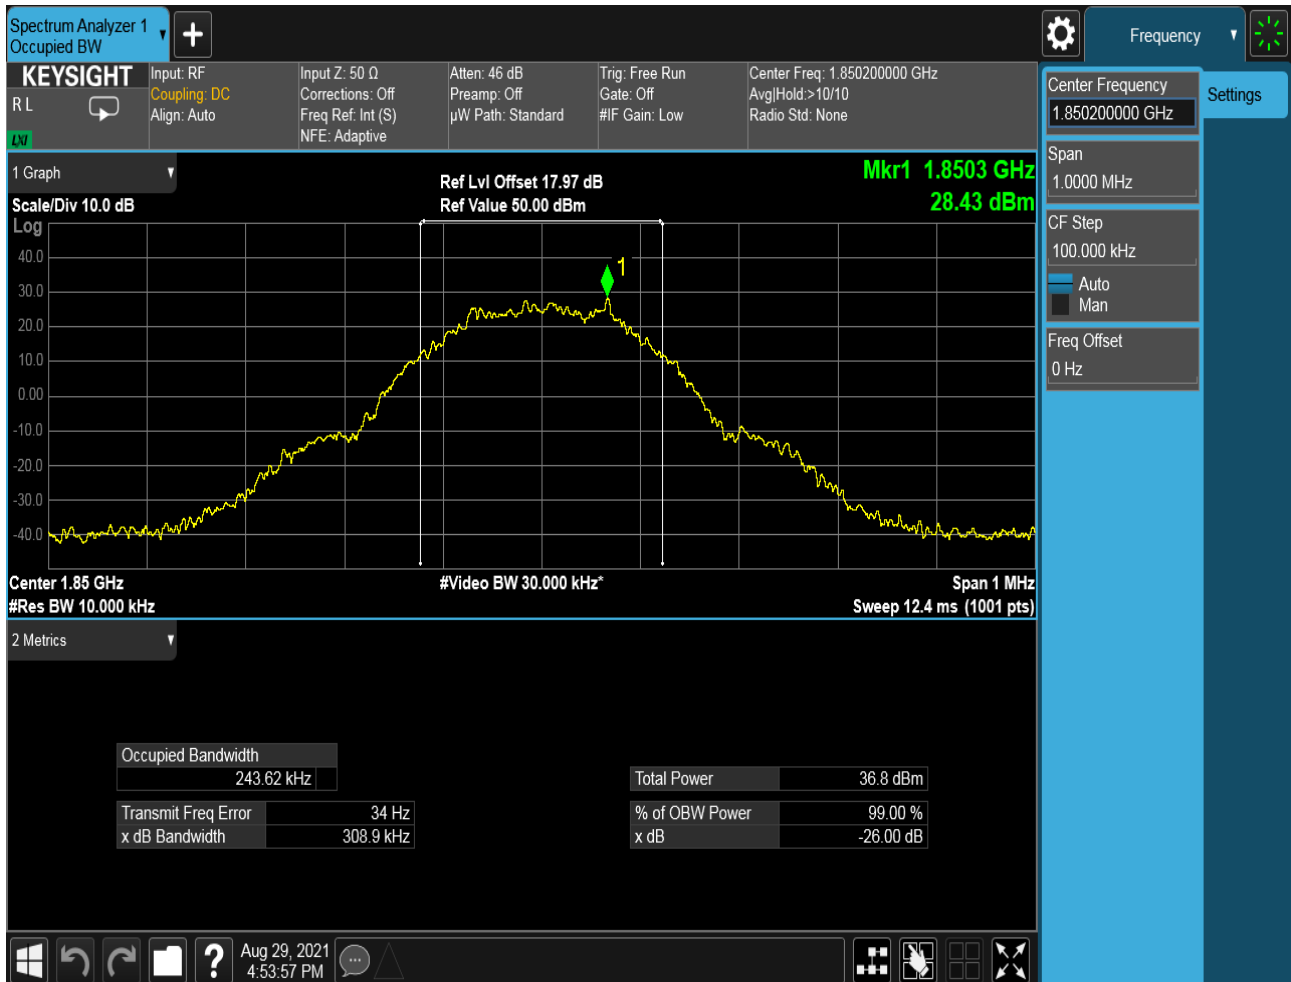 Spectrum Analyzer 1
Occupied BW
Frequency
KEYSIGHT
R L
LXI
Input: RF
Coupling: DC
Align: Auto
Input Z: 50 Ω
Corrections: Off
Freq Ref: Int (S)
NFE: Adaptive
Atten: 46 dB
Preamp: Off
µW Path: Standard
Trig: Free Run
Gate: Off
#IF Gain: Low
Center Freq: 1.850200000 GHz
Avg|Hold:>10/10
Radio Std: None
Center Frequency
1.850200000 GHz
Settings
Span
1.0000 MHz
CF Step
100.000 kHz
Auto
Man
Freq Offset
0 Hz
1 Graph
Scale/Div 10.0 dB
Ref Lvl Offset 17.97 dB
Ref Value 50.00 dBm
Mkr1 1.8503 GHz
28.43 dBm
Log
40.0
30.0
20.0
10.0
0.00
-10.0
-20.0
-30.0
-40.0
1
Center 1.85 GHz
#Video BW 30.000 kHz*
Span 1 MHz
#Res BW 10.000 kHz
Sweep 12.4 ms (1001 pts)
2 Metrics
Occupied Bandwidth
243.62 kHz
Transmit Freq Error 34 Hz
x dB Bandwidth 308.9 kHz
Total Power 36.8 dBm
% of OBW Power 99.00 %
x dB -26.00 dB
?
Aug 29, 2021
4:53:57 PM